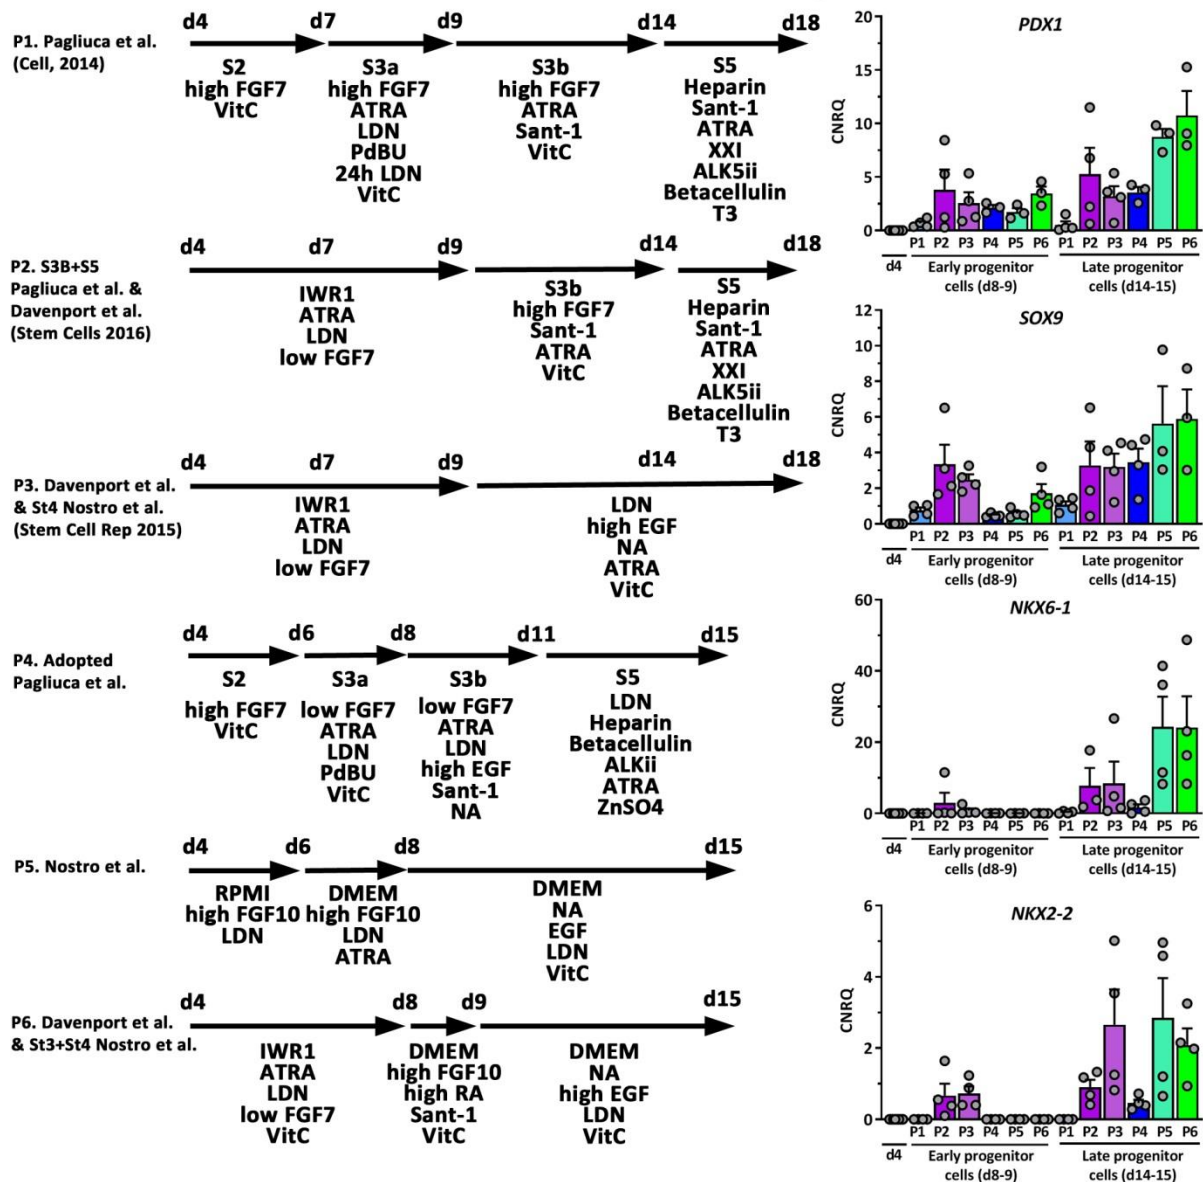 P1. Pagliuca et al.
(Cell, 2014)
d4 d7 d9 d14 d18
S2
high FGF7
VitC
S3a
high FGF7
ATRA
LDN
PdBU
24h LDN
VitC
S3b
high FGF7
ATRA
Sant-1
VitC
S5
Heparin
Sant-1
ATRA
XXI
ALK5ii
Betacellulin
T3
P2. S3B+S5
Pagliuca et al. &
Davenport et al.
(Stem Cells 2016)
d4 d7 d9 d14 d18
IWR1
ATRA
LDN
low FGF7
S3b
high FGF7
Sant-1
ATRA
VitC
S5
Heparin
Sant-1
ATRA
XXI
ALK5ii
Betacellulin
T3
P3. Davenport et al.
& St4 Nostro et al.
(Stem Cell Rep 2015)
d4 d7 d9 d14 d18
IWR1
ATRA
LDN
low FGF7
LDN
high EGF
NA
ATRA
VitC
P4. Adopted
Pagliuca et al.
d4 d6 d8 d11 d15
S2
high FGF7
VitC
S3a
low FGF7
ATRA
LDN
PdBU
VitC
S3b
low FGF7
ATRA
LDN
high EGF
Sant-1
NA
S5
LDN
Heparin
Betacellulin
ALKii
ATRA
ZnSO4
P5. Nostro et al.
d4 d6 d8 d15
RPMI
high FGF10
LDN
DMEM
high FGF10
LDN
ATRA
DMEM
NA
EGF
LDN
VitC
P6. Davenport et al.
& St3+St4 Nostro et al.
d4 d8 d9 d15
IWR1
ATRA
LDN
low FGF7
VitC
DMEM
high FGF10
high RA
Sant-1
VitC
DMEM
NA
high EGF
LDN
VitC
PDX1
CNRQ
20
15
10
5
0
P1 P2 P3 P4 P5 P6 P1 P2 P3 P4 P5 P6
d4 Early progenitor Late progenitor
cells (d8-9) cells (d14-15)
SOX9
CNRQ
12
10
8
6
4
2
0
P1 P2 P3 P4 P5 P6 P1 P2 P3 P4 P5 P6
d4 Early progenitor Late progenitor
cells (d8-9) cells (d14-15)
NKX6-1
CNRQ
60
40
20
0
P1 P2 P3 P4 P5 P6 P1 P2 P3 P4 P5 P6
d4 Early progenitor Late progenitor
cells (d8-9) cells (d14-15)
NKX2-2
CNRQ
6
4
2
0
P1 P2 P3 P4 P5 P6 P1 P2 P3 P4 P5 P6
d4 Early progenitor Late progenitor
cells (d8-9) cells (d14-15)